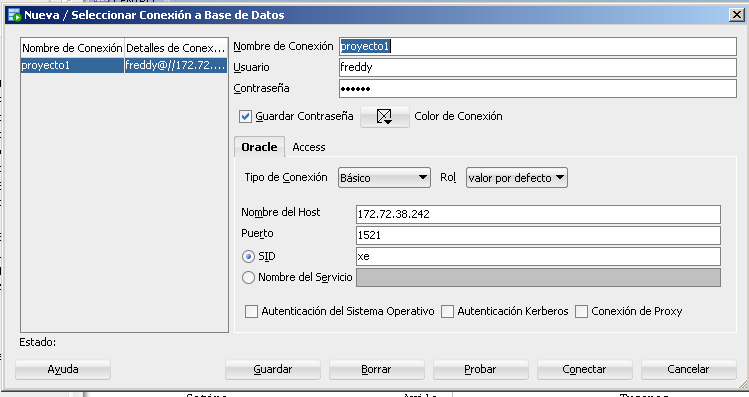 Nueva / Seleccionar Conexión a Base de Datos
Nombre de Conexión Detalles de Conex...
proyecto1 freddy@//172.72....
Nombre de Conexión proyecto1
Usuario freddy
Contraseña ••••••
Guardar Contraseña Color de Conexión
Oracle Access
Tipo de Conexión Básico Rol valor por defecto
Nombre del Host 172.72.38.242
Puerto 1521
SID xe
Nombre del Servicio
Autenticación del Sistema Operativo Autenticación Kerberos Conexión de Proxy
Estado:
Ayuda Guardar Borrar Probar Conectar Cancelar